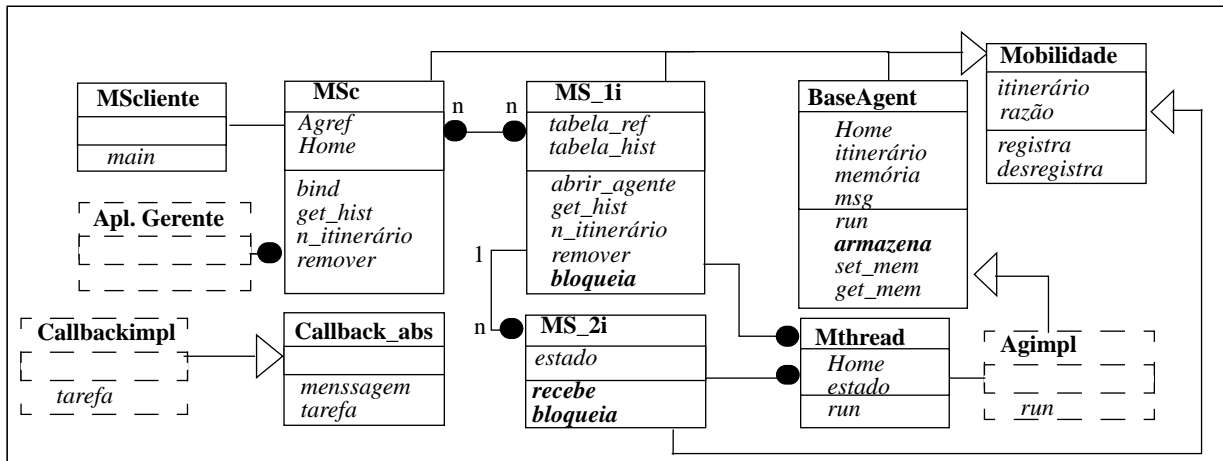 MScliente
main
MSc
Agref
Home
bind
get_hist
n_itinerário
remover
n
n
MS_1i
tabela_ref
tabela_hist
abrir_agente
get_hist
n_itinerário
remover
bloqueia
BaseAgent
Home
itinerário
memória
msg
run
armazena
set_mem
get_mem
Mobilidade
itinerário
razão
registra
desregistra
Apl. Gerente
1
n
Callbackimpl
tarefa
Callback_abs
menssagem
tarefa
MS_2i
estado
recebe
bloqueia
Mthread
Home
estado
run
Agimpl
run